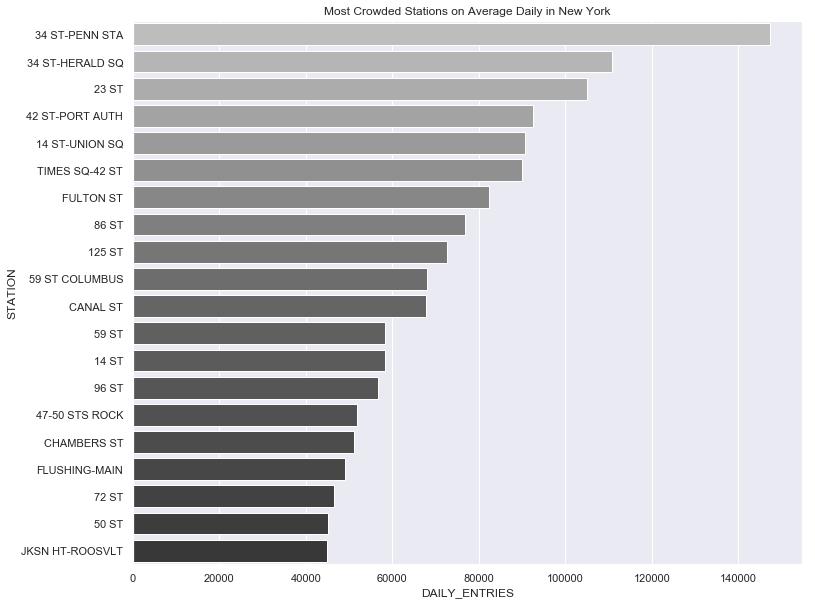 Most Crowded Stations on Average Daily in New York
STATION
34 ST-PENN STA
34 ST-HERALD SQ
23 ST
42 ST-PORT AUTH
14 ST-UNION SQ
TIMES SQ-42 ST
FULTON ST
86 ST
125 ST
59 ST COLUMBUS
CANAL ST
59 ST
14 ST
96 ST
47-50 STS ROCK
CHAMBERS ST
FLUSHING-MAIN
72 ST
50 ST
JKSN HT-ROOSVLT
0 20000 40000 60000 80000 100000 120000 140000
DAILY_ENTRIES